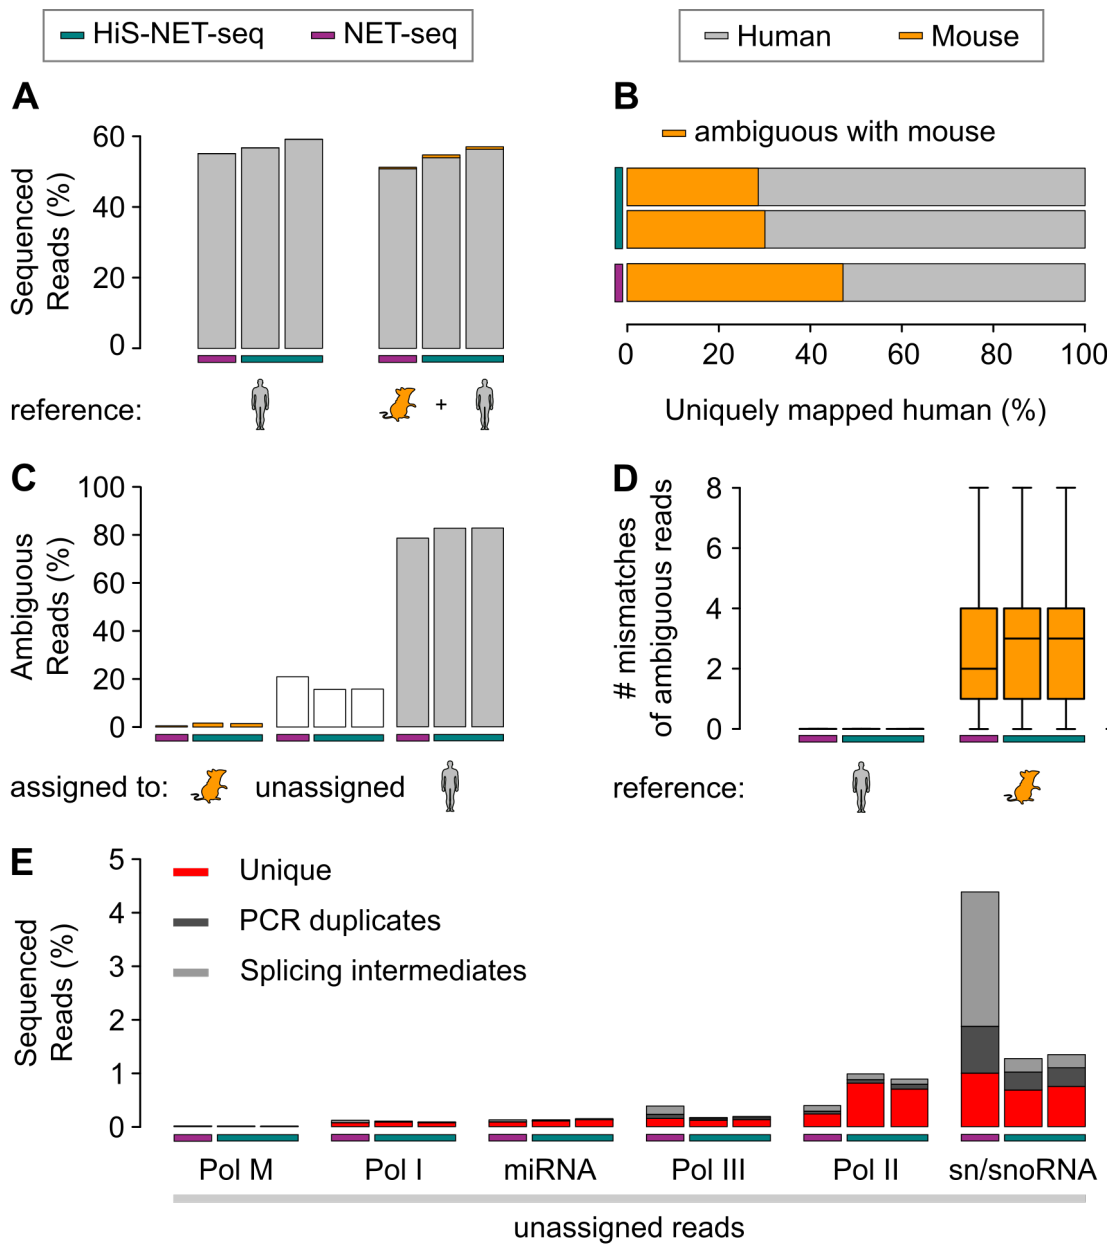 HiS-NET-seq NET-seq
Human Mouse
A
Sequenced
Reads (%)
60
40
20
0
reference:
+
B
ambiguous with mouse
0 20 40 60 80 100
Uniquely mapped human (%)
C
Ambiguous
Reads (%)
100
80
60
40
20
0
assigned to:
unassigned
D
# mismatches
of ambiguous reads
8
6
4
2
0
reference:
E
Sequenced
Reads (%)
5
4
3
2
1
0
Unique
PCR duplicates
Splicing intermediates
Pol M Pol I miRNA Pol III Pol II sn/snoRNA
unassigned reads